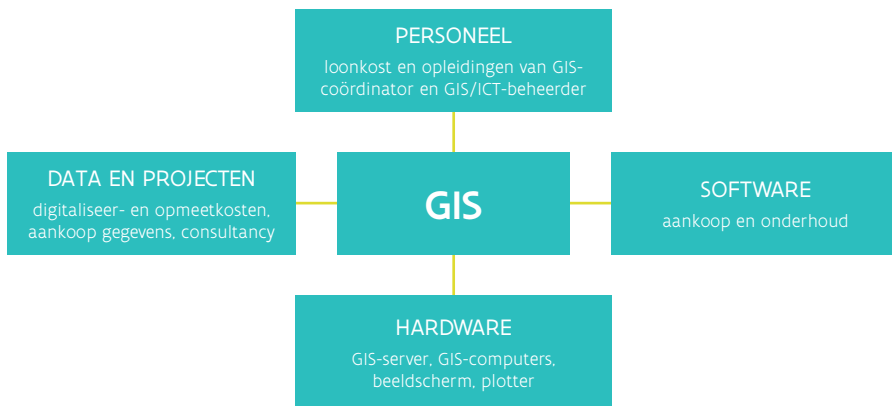 PERSONEEL
loonkost en opleidingen van GIS-
coördinator en GIS/ICT-beheerder
DATA EN PROJECTEN
digitaliseer- en opmeetkosten,
aankoop gegevens, consultancy
GIS
SOFTWARE
aankoop en onderhoud
HARDWARE
GIS-server, GIS-computers,
beeldscherm, plotter